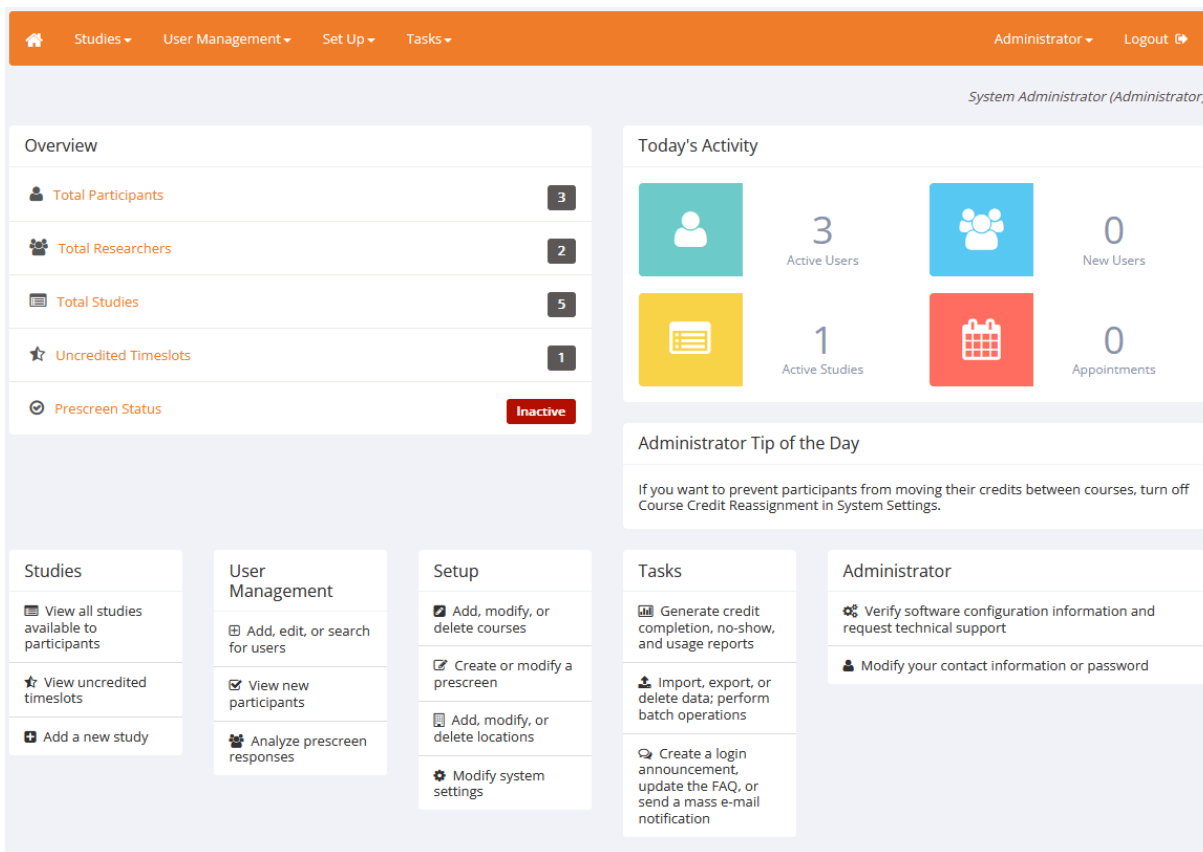 Studies User Management Set Up Tasks Administrator Logout
System Administrator (Administrator)
Overview
Total Participants 3
Total Researchers 2
Total Studies 5
Uncredited Timeslots 1
Prescreen Status Inactive
Today's Activity
3
Active Users
0
New Users
1
Active Studies
0
Appointments
Administrator Tip of the Day
If you want to prevent participants from moving their credits between courses, turn off
Course Credit Reassignment in System Settings.
Studies
View all studies
available to
participants
View uncredited
timeslots
Add a new study
User
Management
Add, edit, or search
for users
View new
participants
Analyze prescreen
responses
Setup
Add, modify, or
delete courses
Create or modify a
prescreen
Add, modify, or
delete locations
Modify system
settings
Tasks
Generate credit
completion, no-show,
and usage reports
Import, export, or
delete data; perform
batch operations
Create a login
announcement,
update the FAQ, or
send a mass e-mail
notification
Administrator
Verify software configuration information and
request technical support
Modify your contact information or password